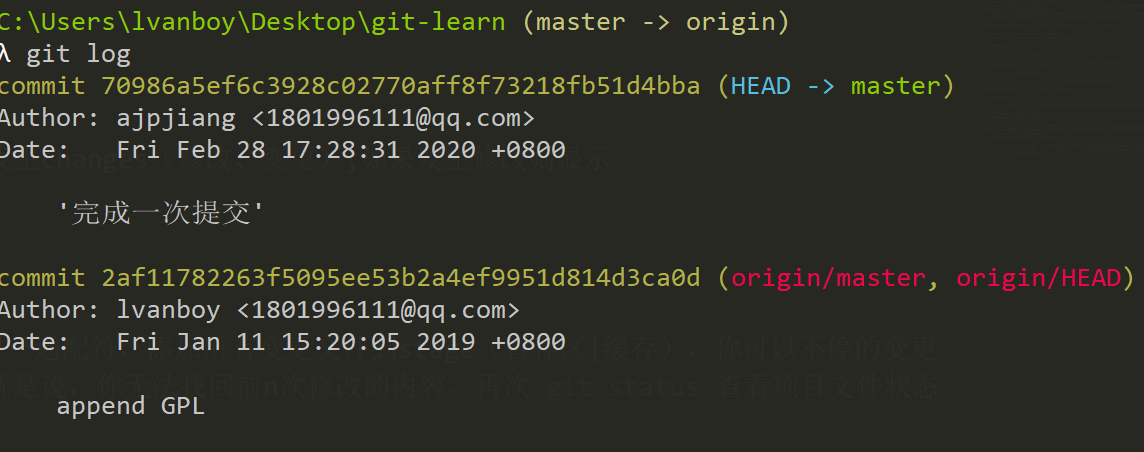 C:\Users\lvanboy\Desktop\git-learn (master -> origin)
λ git log
commit 70986a5ef6c3928c02770aff8f73218fb51d4bba (HEAD -> master)
Author: ajpjiang <1801996111@qq.com>
Date:   Fri Feb 28 17:28:31 2020 +0800
'完成一次提交'
commit 2af11782263f5095ee53b2a4ef9951d814d3ca0d (origin/master, origin/HEAD)
Author: lvanboy <1801996111@qq.com>
Date:   Fri Jan 11 15:20:05 2019 +0800
append GPL